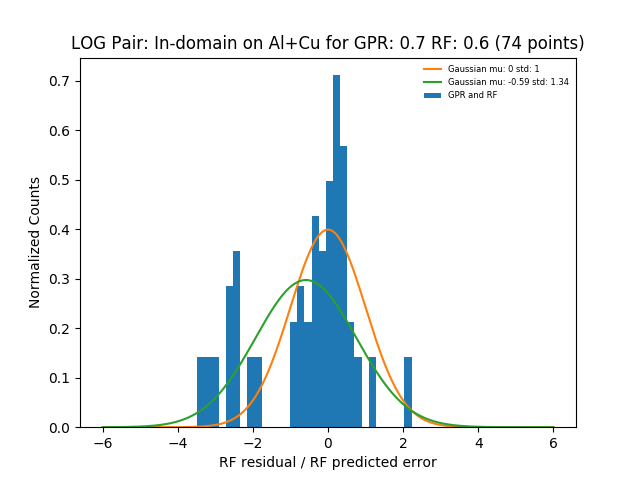 LOG Pair: In-domain on Al+Cu for GPR: 0.7 RF: 0.6 (74 points)
Gaussian mu: 0 std: 1
Gaussian mu: -0.59 std: 1.34
GPR and RF
Normalized Counts
0.7
0.6
0.5
0.4
0.3
0.2
0.1
0.0
−6 −4 −2 0 2 4 6
RF residual / RF predicted error